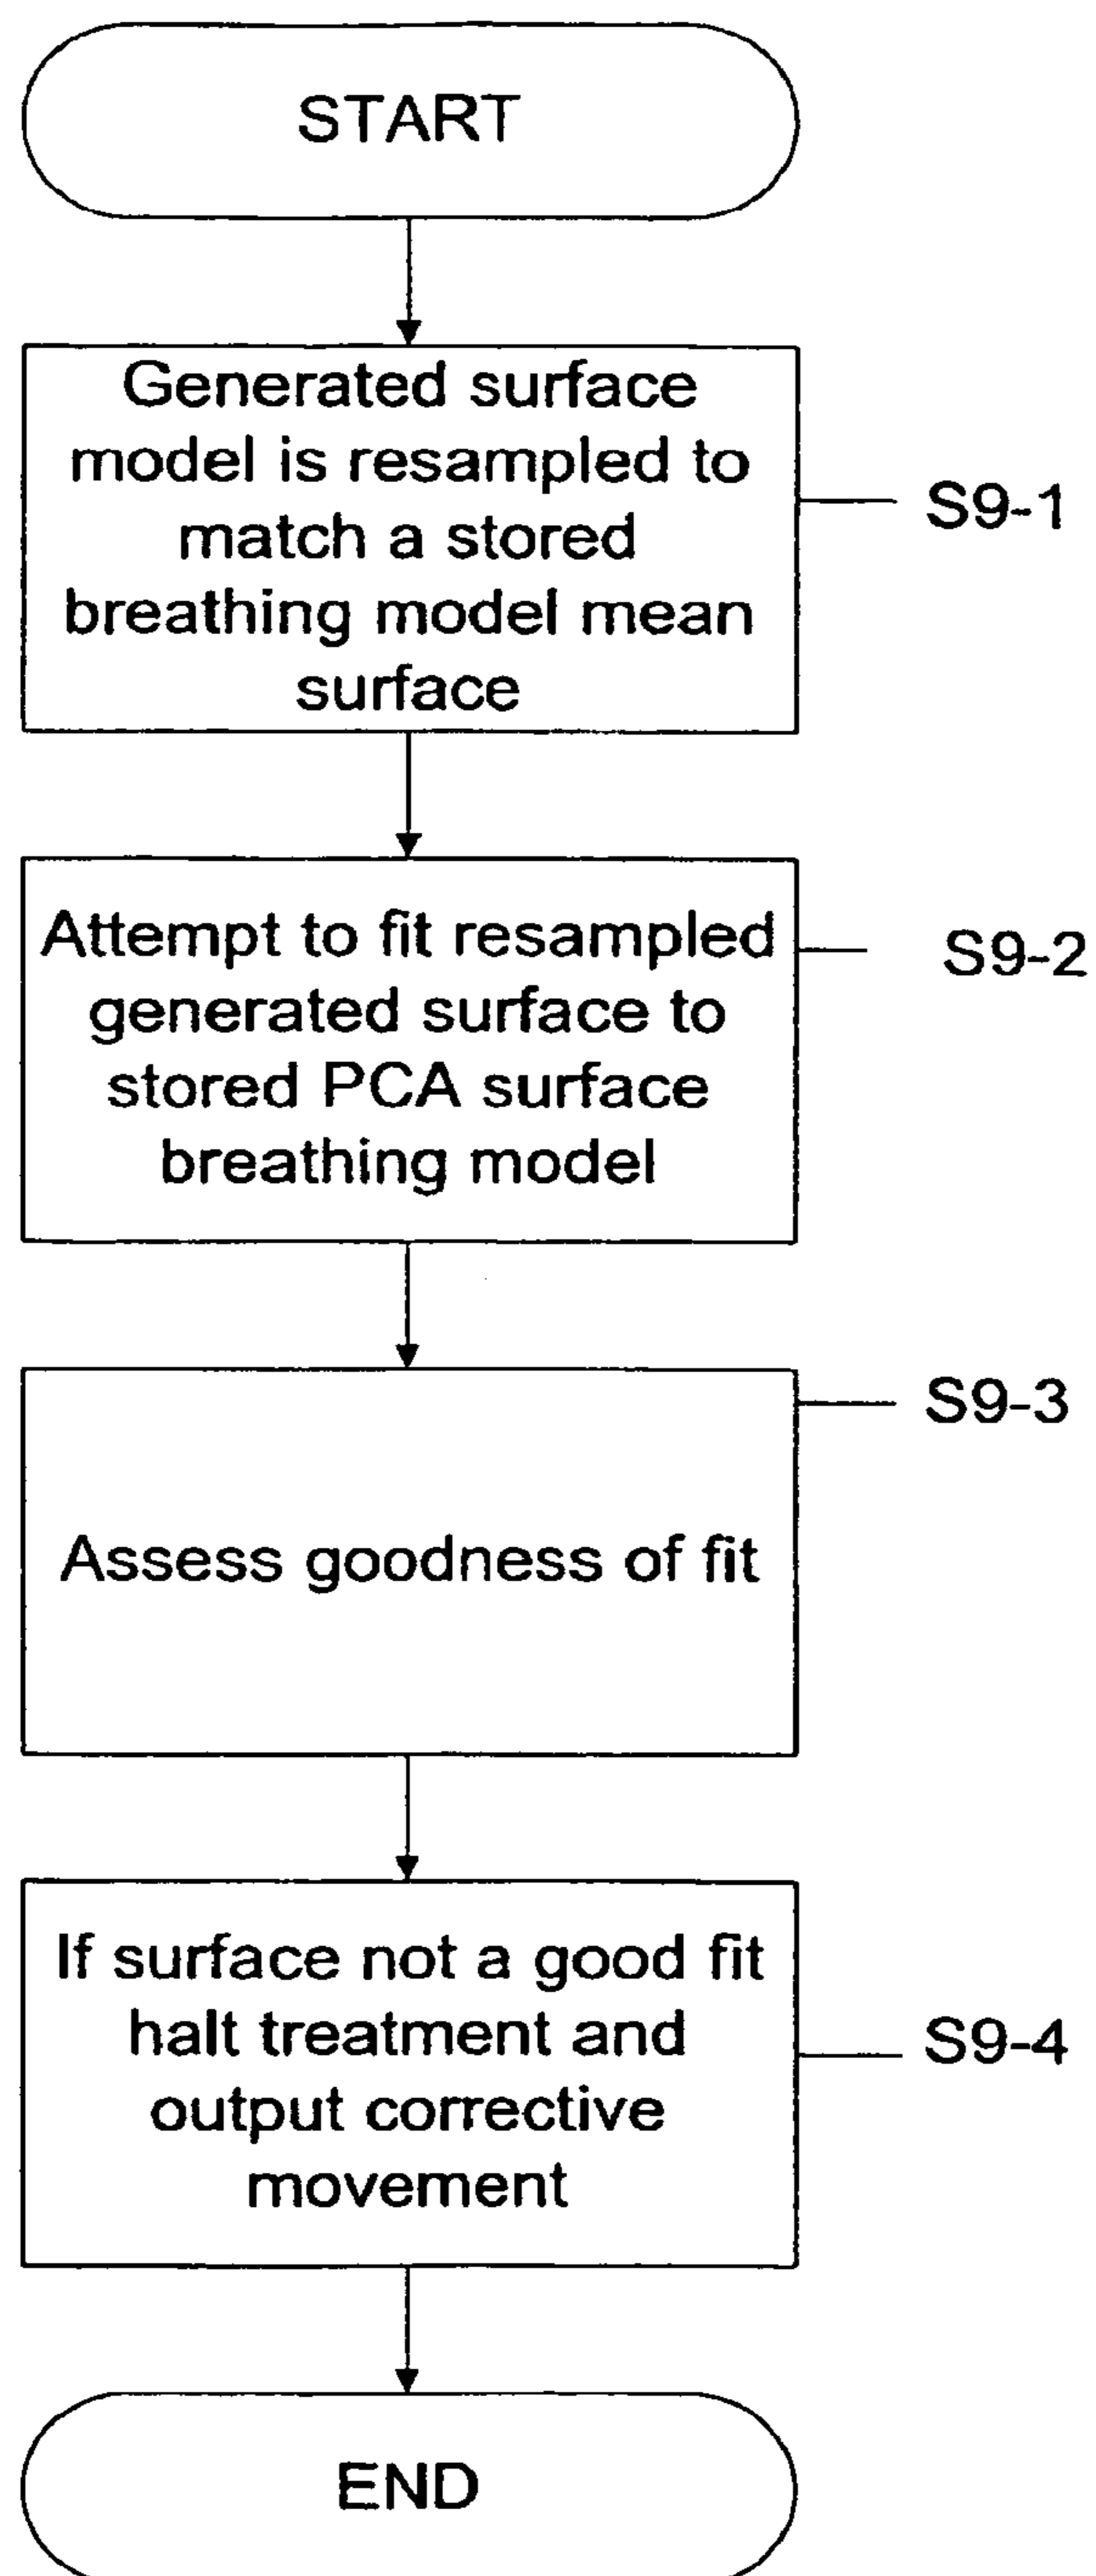 START
Generated surface
model is resampled to
match a stored
breathing model mean
surface
S9-1
Attempt to fit resampled
generated surface to
stored PCA surface
breathing model
S9-2
Assess goodness of fit
S9-3
If surface not a good fit
halt treatment and
output corrective
movement
S9-4
END